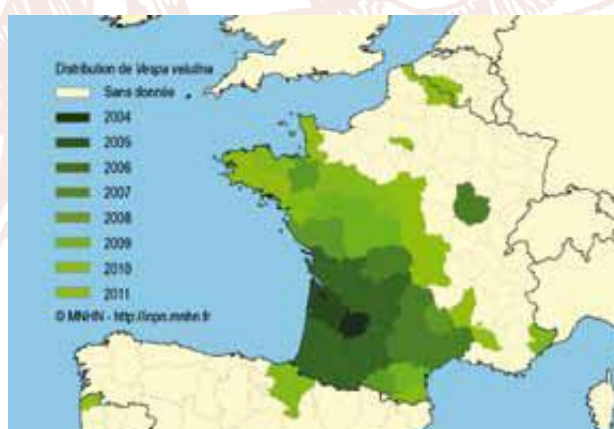 Distribution de Vespa velutina
Sans donnée
2004
2005
2006
2007
2008
2009
2010
2011
© MNHN - http://inpn.mnhn.fr